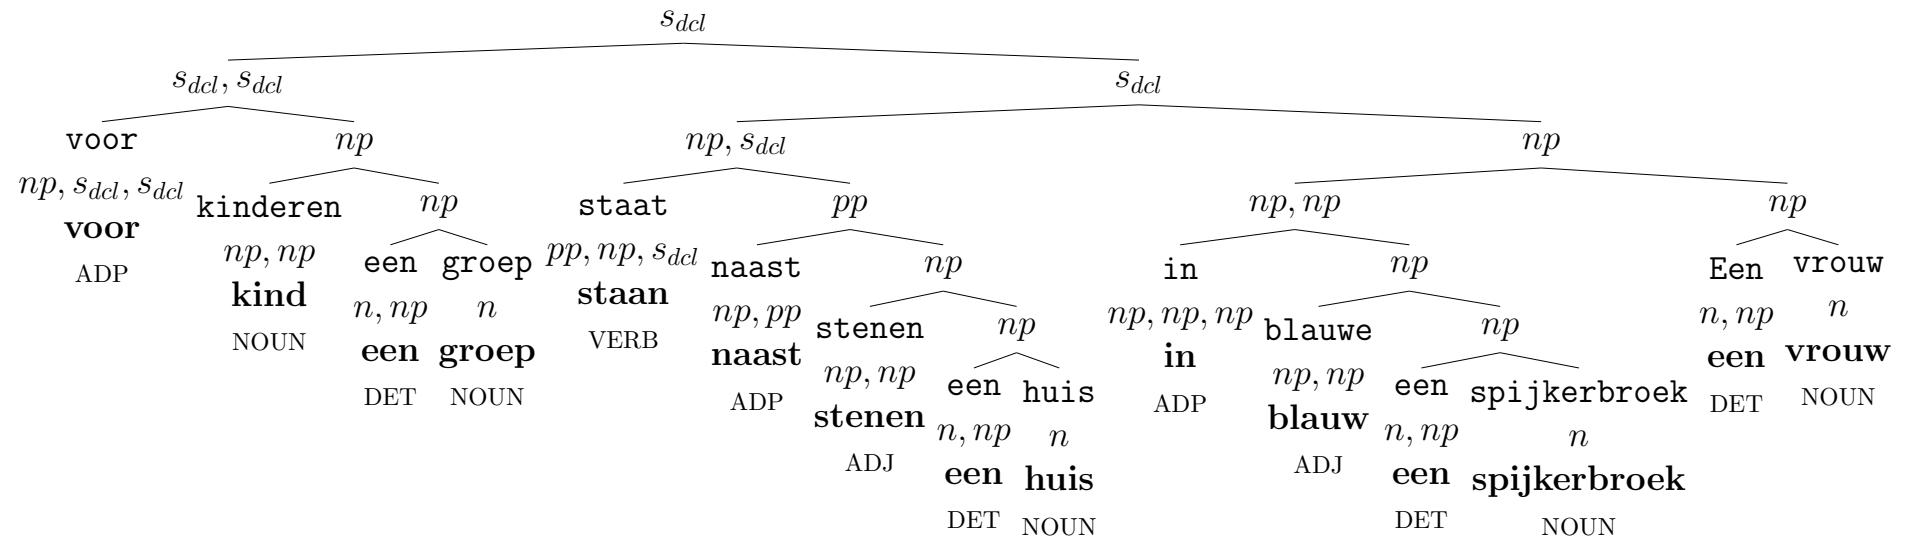 s_dcl
s_dcl, s_dcl s_dcl
voor np np, s_dcl np
np, s_dcl, s_dcl kinderen np staat pp np, np np
voor np, np een groep pp, np, s_dcl naast np in np Een vrouw
ADP kind n, np n staan np, pp stenen np np, np, np blauwe np n, np n
NOUN een groep VERB naast np, np een huis in np, np een spijkerbroek een vrouw
DET NOUN ADP stenen n, np n ADP blauw n, np n DET NOUN
ADJ een huis ADJ een spijkerbroek
DET NOUN DET NOUN